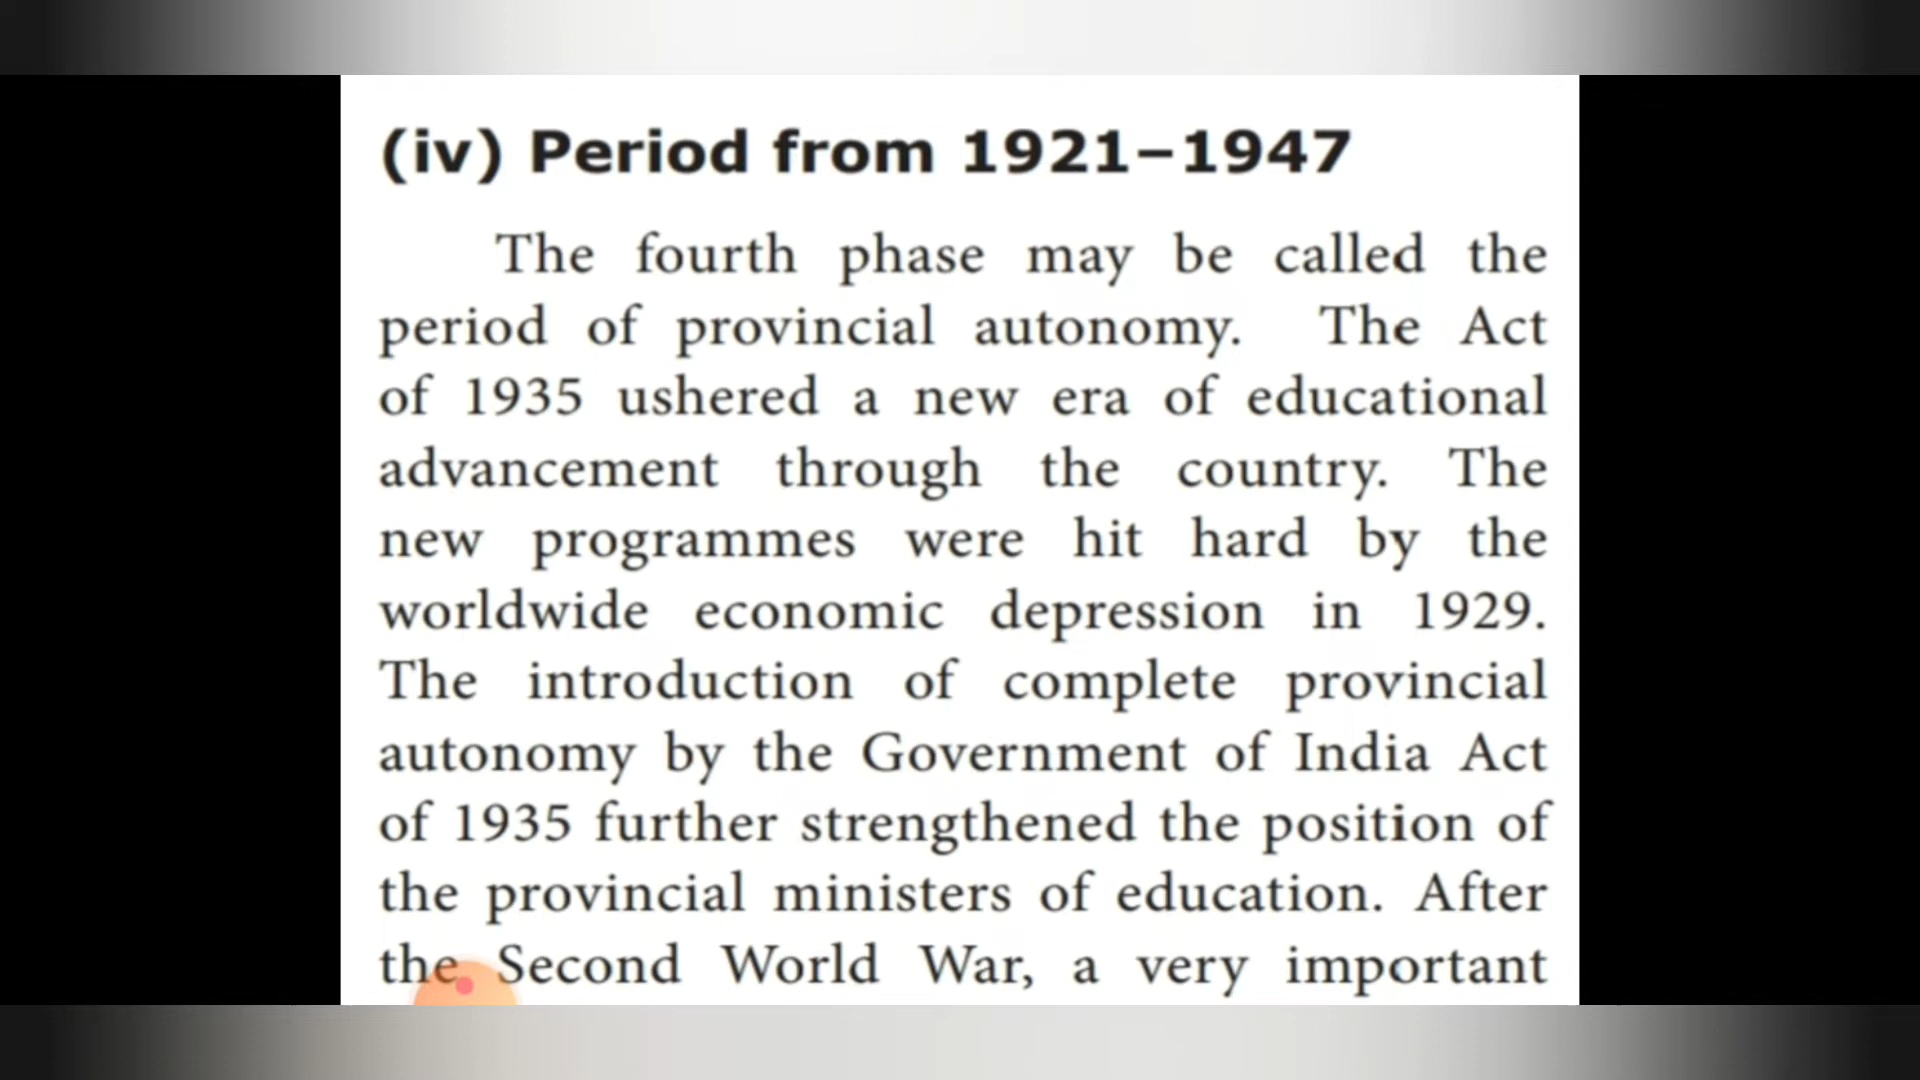 (iv) Period from 1921–1947
The fourth phase may be called the
period of provincial autonomy. The Act
of 1935 ushered a new era of educational
advancement through the country. The
new programmes were hit hard by the
worldwide economic depression in 1929.
The introduction of complete provincial
autonomy by the Government of India Act
of 1935 further strengthened the position of
the provincial ministers of education. After
the Second World War, a very important